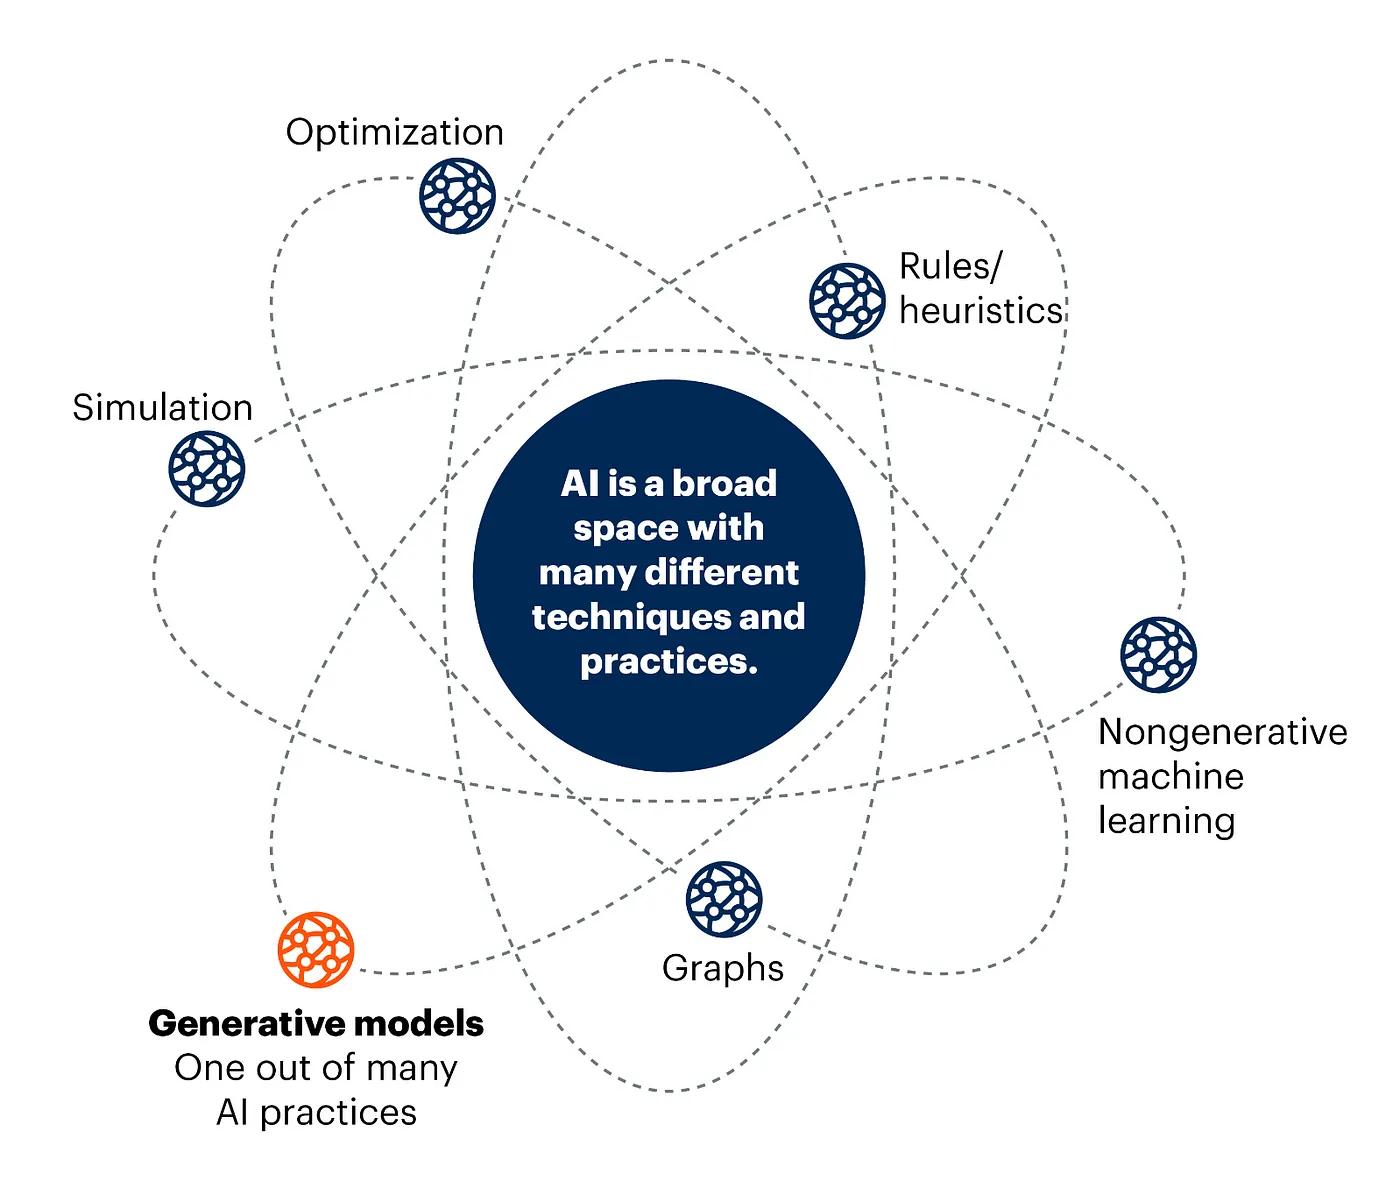 Optimization
Rules/
heuristics
Simulation
AI is a broad
space with
many different
techniques and
practices.
Nongenerative
machine
learning
Graphs
Generative models
One out of many
AI practices